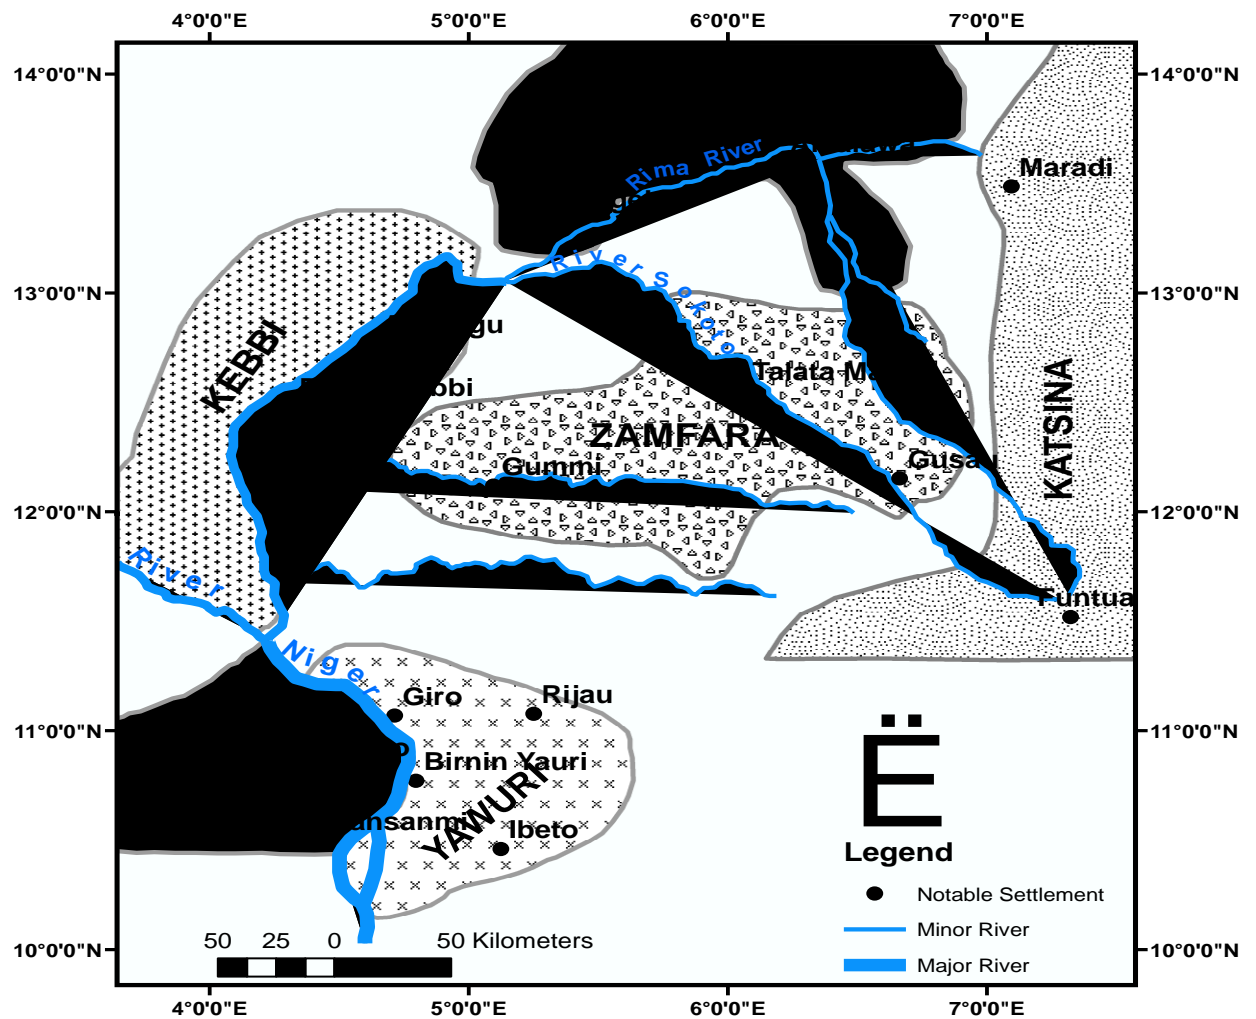 4°0'0"E 5°0'0"E 6°0'0"E 7°0'0"E
14°0'0"N 14°0'0"N
Rima River
Maradi
River Sokoto
13°0'0"N 13°0'0"N
KEBBI
Talata
KATSINA
ZAMFARA
Gusau
Gummi
12°0'0"N 12°0'0"N
River Niger
Funtua
Giro
Rijau
11°0'0"N 11°0'0"N
Birnin Yauri
YAWURI
Ibeto
Ë
Legend
Notable Settlement
Minor River
Major River
50 25 0 50 Kilometers
10°0'0"N 10°0'0"N
4°0'0"E 5°0'0"E 6°0'0"E 7°0'0"E